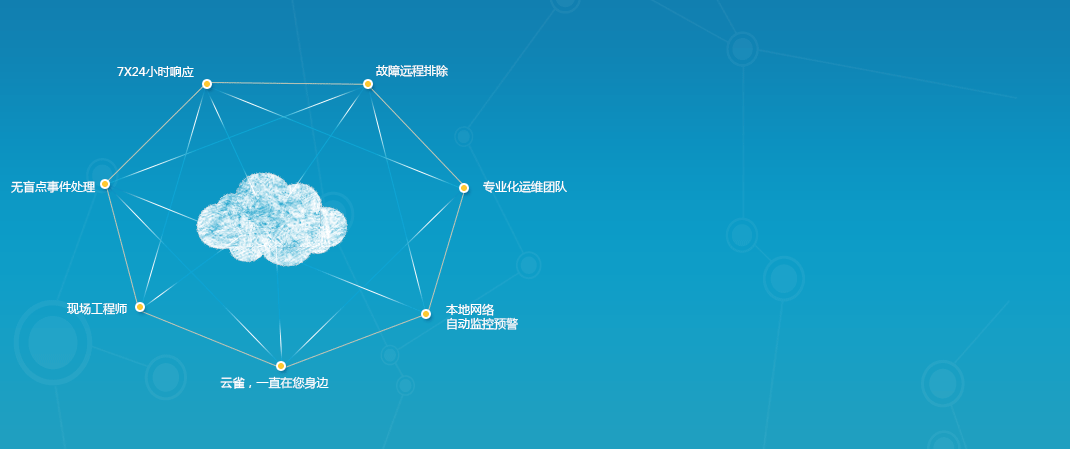 7X24小时响应
故障远程排除
无盲点事件处理
专业化运维团队
现场工程师
本地网络
自动监控预警
云雀，一直在您身边